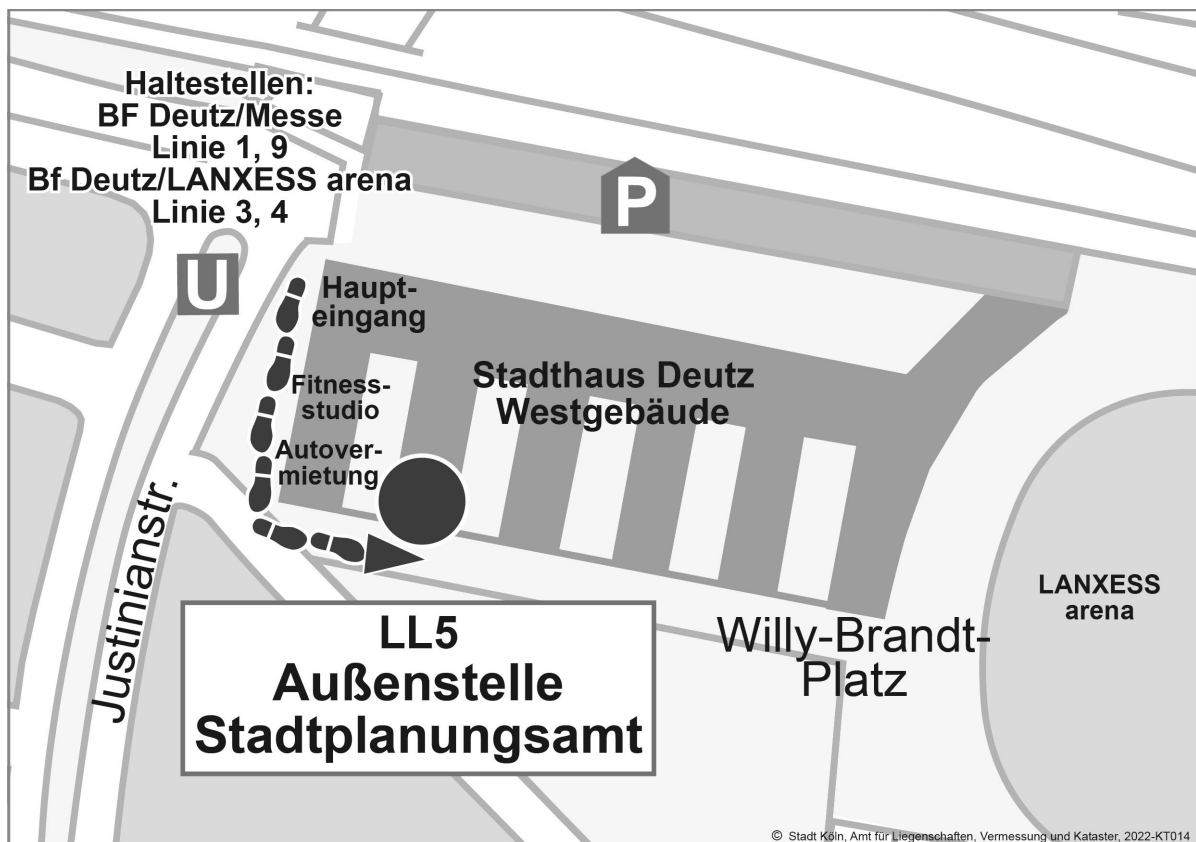 Haltestellen:
BF Deutz/Messe
Linie 1, 9
Bf Deutz/LANXESS arena
Linie 3, 4
P
U
Haupt-
eingang
Fitness-
studio
Autover-
mietung
Stadthaus Deutz
Westgebäude
Justinianstr.
LANXESS
arena
Willy-Brandt-
Platz
LL5
Außenstelle
Stadtplanungsamt
© Stadt Köln, Amt für Liegenschaften, Vermessung und Kataster, 2022-KT014